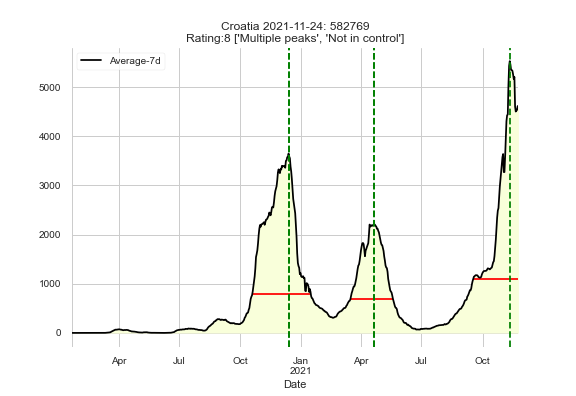 Croatia 2021-11-24: 582769
Rating:8 ['Multiple peaks', 'Not in control']
Average-7d
5000
4000
3000
2000
1000
0
Apr Jul Oct Jan Apr Jul Oct
2021
Date